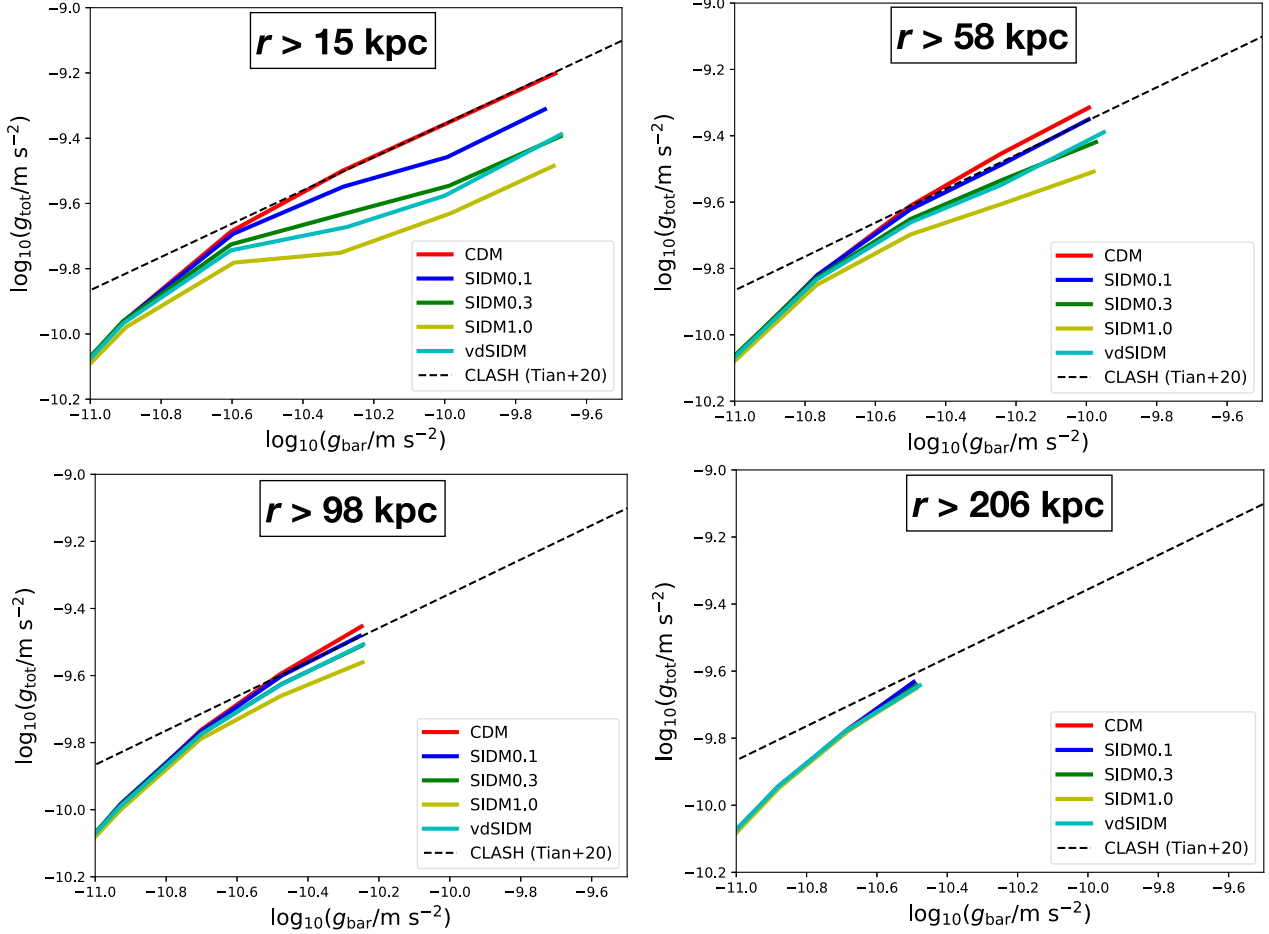 r > 15 kpc
log₁₀(g_tot/m s⁻²)
−9.0
−9.2
−9.4
−9.6
−9.8
−10.0
−10.2
CDM
SIDM0.1
SIDM0.3
SIDM1.0
vdSIDM
CLASH (Tian+20)
−11.0 −10.8 −10.6 −10.4 −10.2 −10.0 −9.8 −9.6
log₁₀(g_bar/m s⁻²)
r > 58 kpc
log₁₀(g_tot/m s⁻²)
−9.0
−9.2
−9.4
−9.6
−9.8
−10.0
−10.2
CDM
SIDM0.1
SIDM0.3
SIDM1.0
vdSIDM
CLASH (Tian+20)
−11.0 −10.8 −10.6 −10.4 −10.2 −10.0 −9.8 −9.6
log₁₀(g_bar/m s⁻²)
r > 98 kpc
log₁₀(g_tot/m s⁻²)
−9.0
−9.2
−9.4
−9.6
−9.8
−10.0
−10.2
CDM
SIDM0.1
SIDM0.3
SIDM1.0
vdSIDM
CLASH (Tian+20)
−11.0 −10.8 −10.6 −10.4 −10.2 −10.0 −9.8 −9.6
log₁₀(g_bar/m s⁻²)
r > 206 kpc
log₁₀(g_tot/m s⁻²)
−9.0
−9.2
−9.4
−9.6
−9.8
−10.0
−10.2
CDM
SIDM0.1
SIDM0.3
SIDM1.0
vdSIDM
CLASH (Tian+20)
−11.0 −10.8 −10.6 −10.4 −10.2 −10.0 −9.8 −9.6
log₁₀(g_bar/m s⁻²)